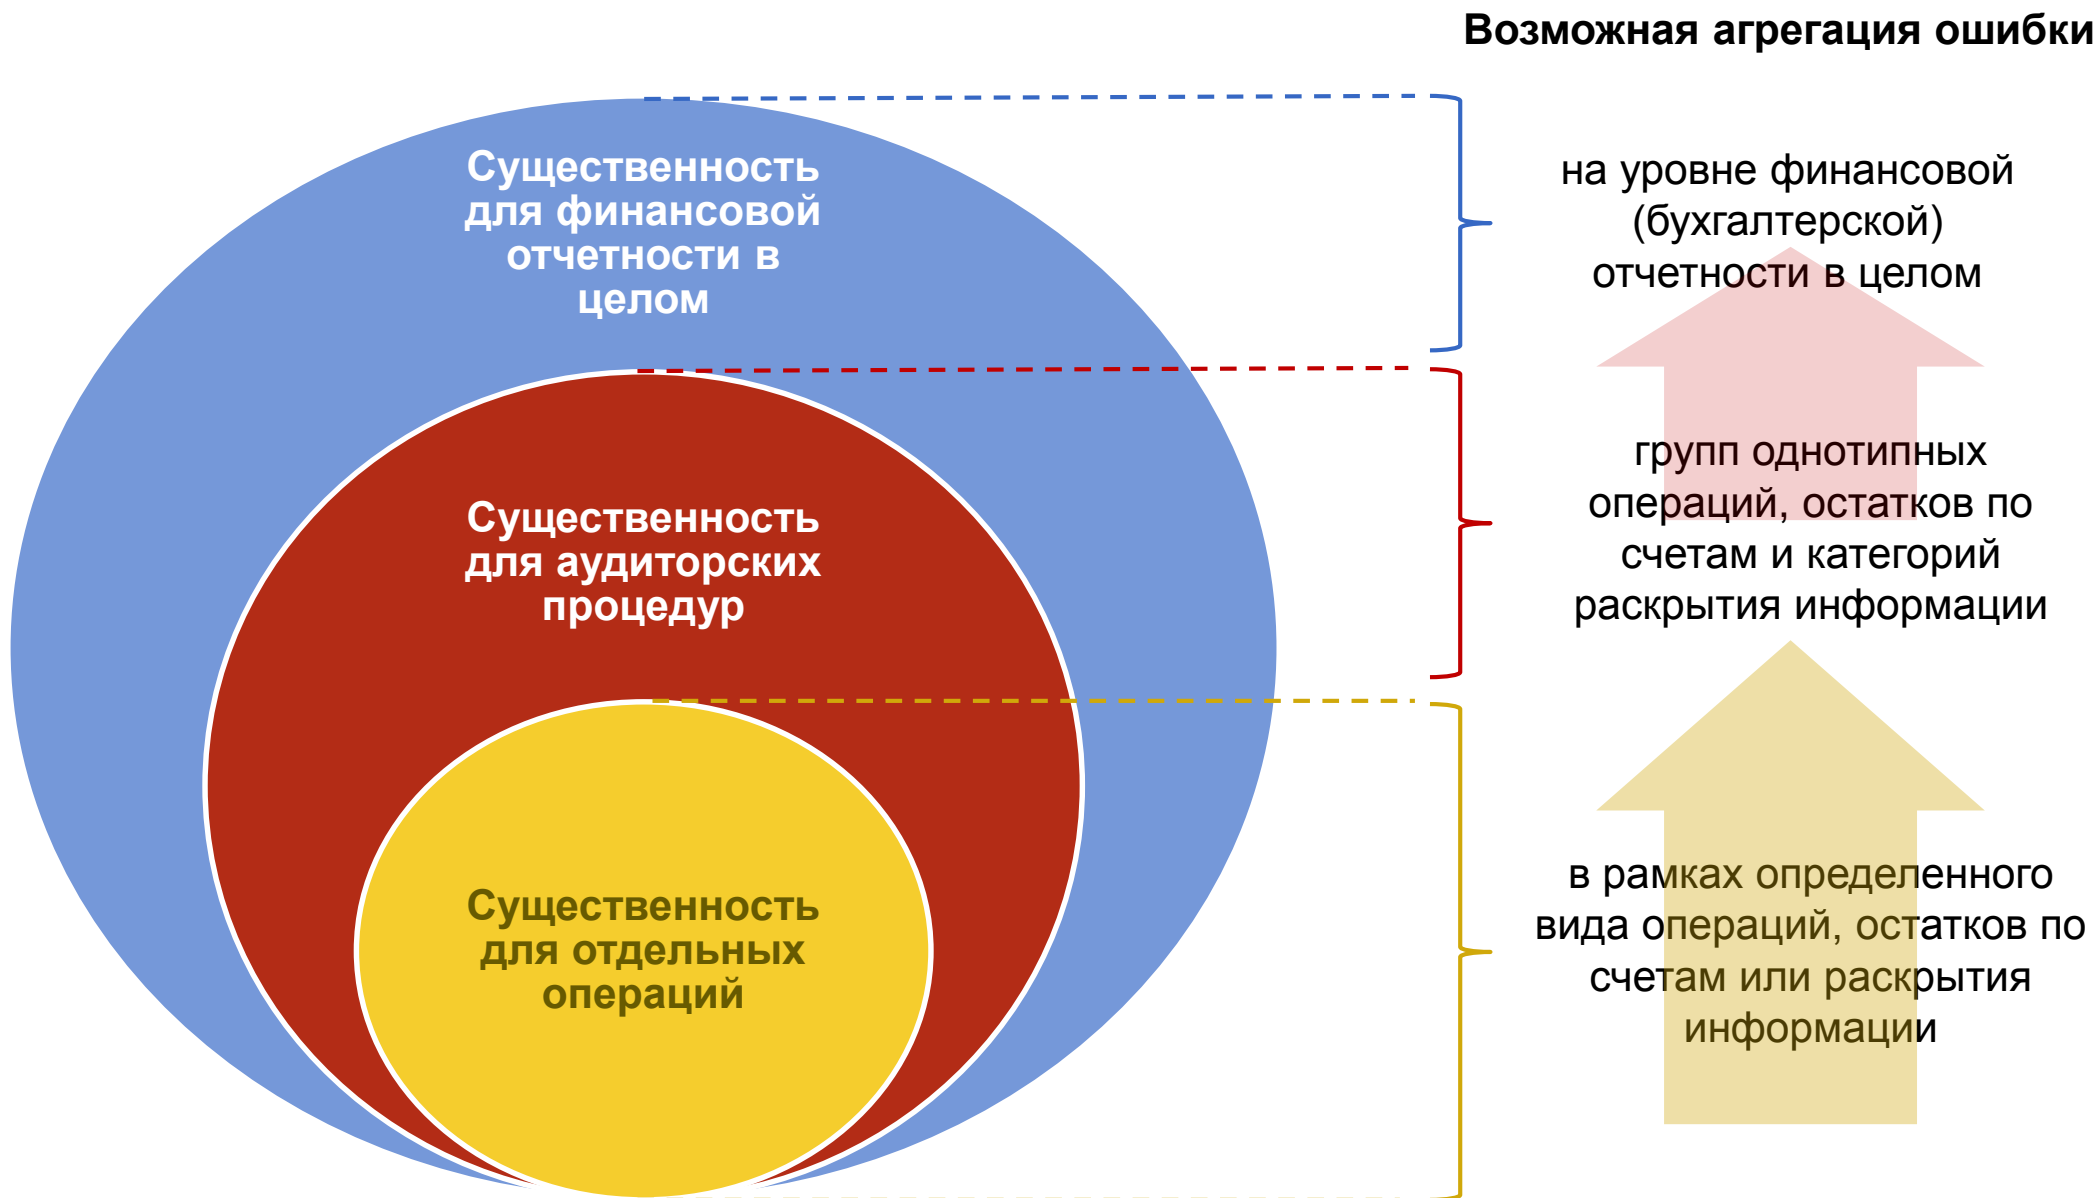 Возможная агрегация ошибки
Существенность
для финансовой
отчетности в
целом
на уровне финансовой
(бухгалтерской)
отчетности в целом
Существенность
для аудиторских
процедур
групп однотипных
операций, остатков по
счетам и категорий
раскрытия информации
Существенность
для отдельных
операций
в рамках определенного
вида операций, остатков по
счетам или раскрытия
информации